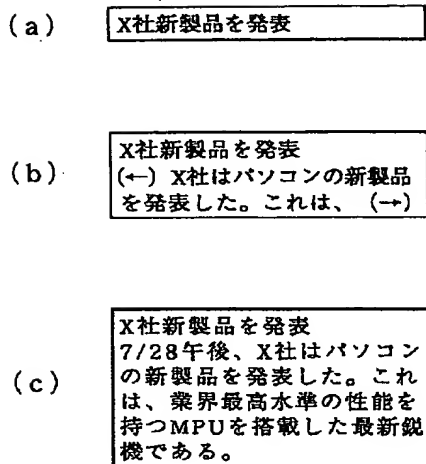 (a)
X社新製品を発表
(b)
X社新製品を発表
(←) X社はパソコンの新製品
を発表した。これは、 (→)
(c)
X社新製品を発表
7/28午後、X社はパソコン
の新製品を発表した。これ
は、業界最高水準の性能を
持つMPUを搭載した最新鋭
機である。